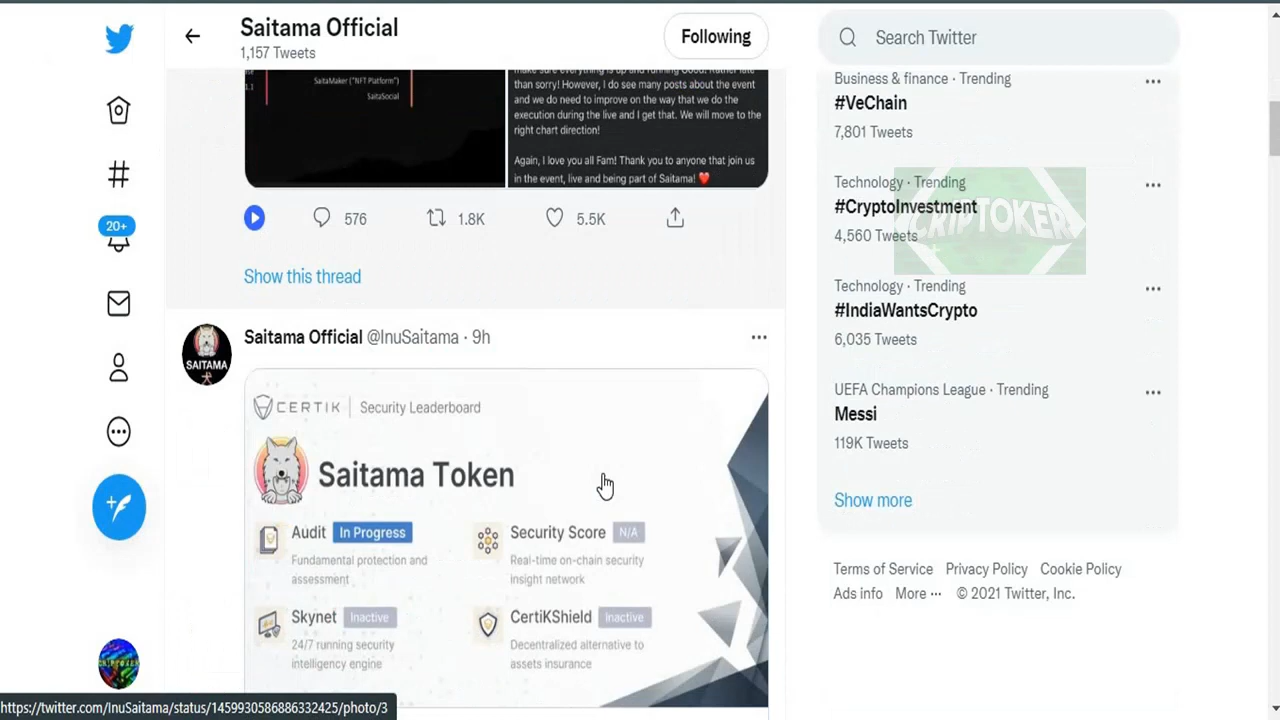 Saitama Official
1,157 Tweets
Following
Search Twitter
20+
SaitaMaker ("NFT Platform")
SaitaSocial
make sure everything is up and running Good. Rather late
than sorry! However, I do see many posts about the event
and we do need to improve on the way that we do the
execution during the live and I get that. We will move to the
right chart direction!
Again, I love you all Fam! Thank you to anyone that join us
in the event, live and being part of Saitama! ❤️
576
1.8K
5.5K
Show this thread
Saitama Official @InuSaitama · 9h
SAITAMA
CERTIK | Security Leaderboard
Saitama Token
Audit In Progress
Fundamental protection and
assessment
Security Score N/A
Real-time on-chain security
insight network
Skynet Inactive
24/7 running security
intelligence engine
CertiKShield Inactive
Decentralized alternative to
assets insurance
Business & finance · Trending
#VeChain
7,801 Tweets
Technology · Trending
#CryptoInvestment
4,560 Tweets
CRIPTOKER
Technology · Trending
#IndiaWantsCrypto
6,035 Tweets
UEFA Champions League · Trending
Messi
119K Tweets
Show more
Terms of Service Privacy Policy Cookie Policy
Ads info More ··· © 2021 Twitter, Inc.
CRIPTOKER
https://twitter.com/InuSaitama/status/1459930586886332425/photo/3